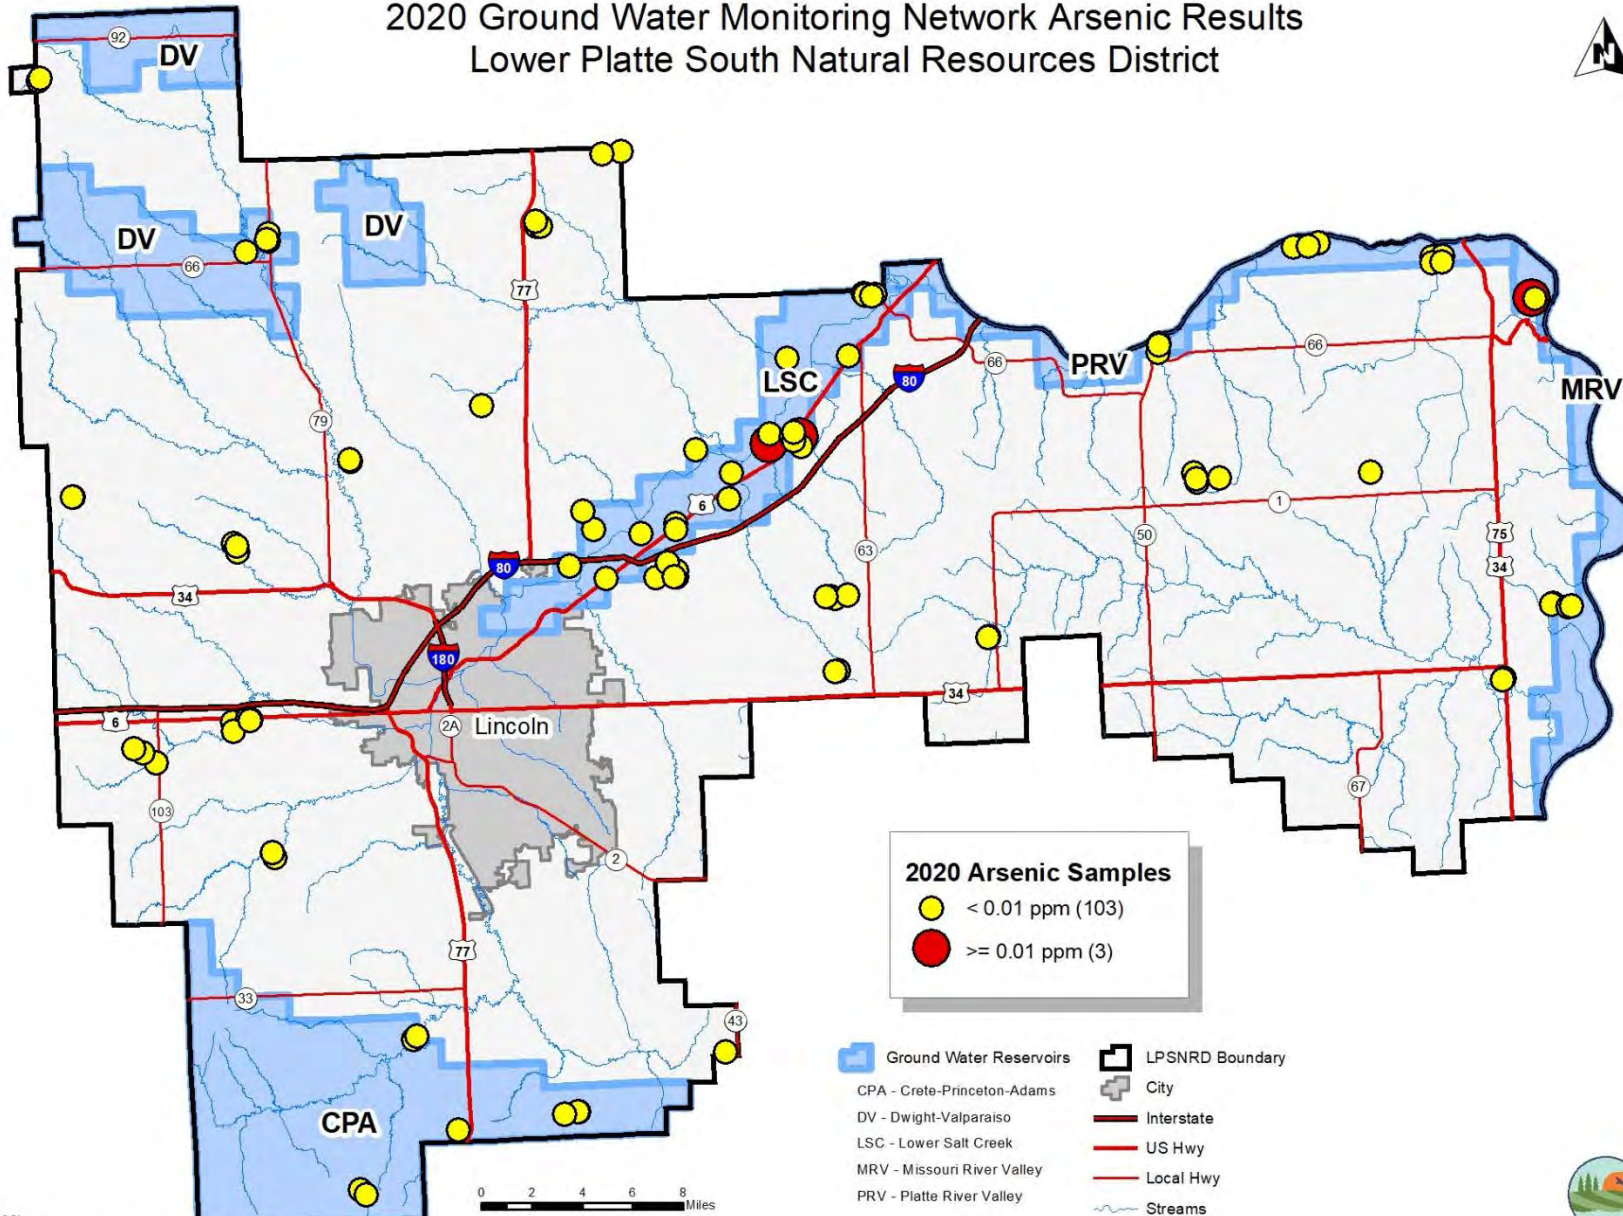 2020 Ground Water Monitoring Network Arsenic Results
Lower Platte South Natural Resources District
N
92
DV
DV
DV
66
77
79
LSC
80
66
PRV
66
MRV
6
63
50
1
75
34
80
34
180
34
6
2A
Lincoln
103
67
2
77
33
43
CPA
2020 Arsenic Samples
< 0.01 ppm (103)
>= 0.01 ppm (3)
Ground Water Reservoirs
CPA - Crete-Princeton-Adams
DV - Dwight-Valparaiso
LSC - Lower Salt Creek
MRV - Missouri River Valley
PRV - Platte River Valley
LPSNRD Boundary
City
Interstate
US Hwy
Local Hwy
Streams
0 2 4 6 8
Miles